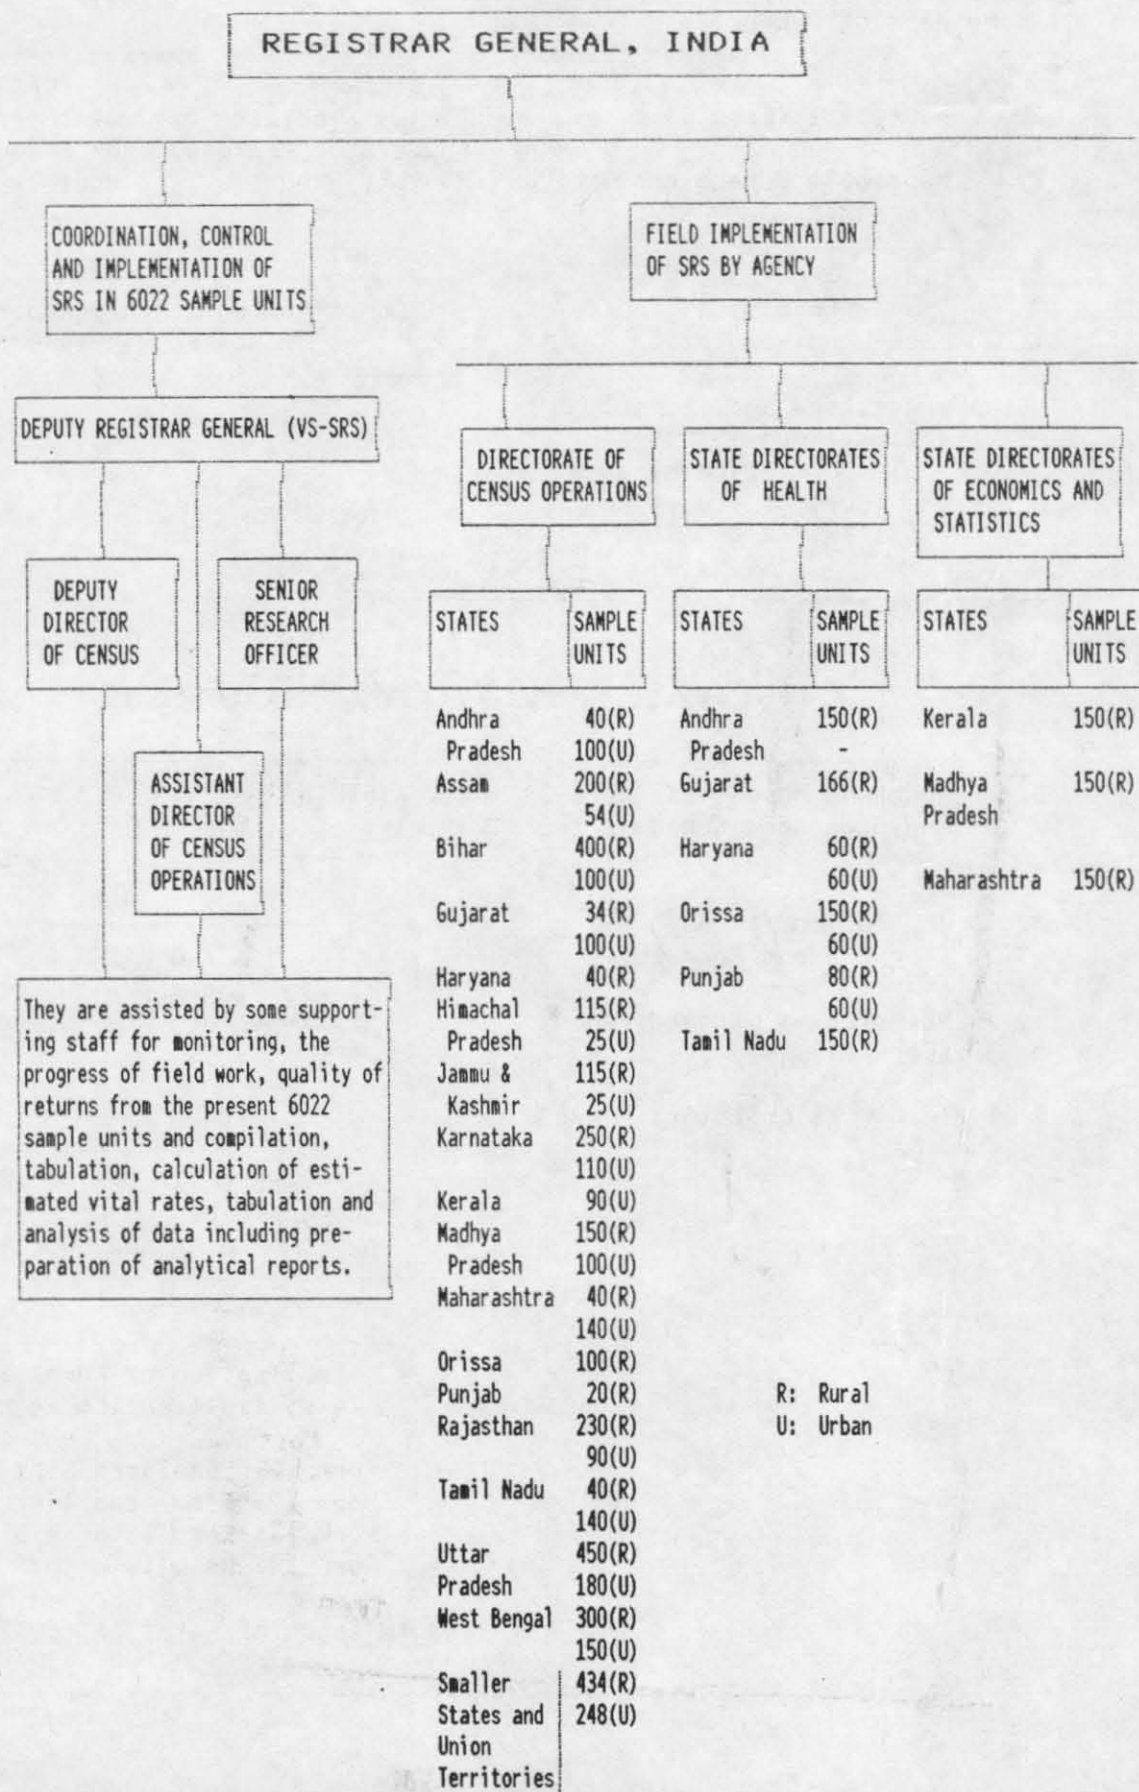 REGISTRAR GENERAL, INDIA
COORDINATION, CONTROL
AND IMPLEMENTATION OF
SRS IN 6022 SAMPLE UNITS
FIELD IMPLEMENTATION
OF SRS BY AGENCY
DEPUTY REGISTRAR GENERAL (VS-SRS)
DEPUTY
DIRECTOR
OF CENSUS
SENIOR
RESEARCH
OFFICER
ASSISTANT
DIRECTOR
OF CENSUS
OPERATIONS
They are assisted by some support-
ing staff for monitoring, the
progress of field work, quality of
returns from the present 6022
sample units and compilation,
tabulation, calculation of esti-
mated vital rates, tabulation and
analysis of data including pre-
paration of analytical reports.
DIRECTORATE OF
CENSUS OPERATIONS
STATES SAMPLE
UNITS
Andhra 40(R)
Pradesh 100(U)
Assam 200(R)
54(U)
Bihar 400(R)
100(U)
Gujarat 34(R)
100(U)
Haryana 40(R)
Himachal 115(R)
Pradesh 25(U)
Jammu & 115(R)
Kashmir 25(U)
Karnataka 250(R)
110(U)
Kerala 90(U)
Madhya 150(R)
Pradesh 100(U)
Maharashtra 40(R)
140(U)
Orissa 100(R)
Punjab 20(R)
Rajasthan 230(R)
90(U)
Tamil Nadu 40(R)
140(U)
Uttar 450(R)
Pradesh 180(U)
West Bengal 300(R)
150(U)
Smaller 434(R)
States and 248(U)
Union
Territories
STATE DIRECTORATES
OF HEALTH
STATES SAMPLE
UNITS
Andhra 150(R)
Pradesh -
Gujarat 166(R)
Haryana 60(R)
60(U)
Orissa 150(R)
60(U)
Punjab 80(R)
60(U)
Tamil Nadu 150(R)
STATE DIRECTORATES
OF ECONOMICS AND
STATISTICS
STATES SAMPLE
UNITS
Kerala 150(R)
Madhya 150(R)
Pradesh
Maharashtra 150(R)
R: Rural
U: Urban